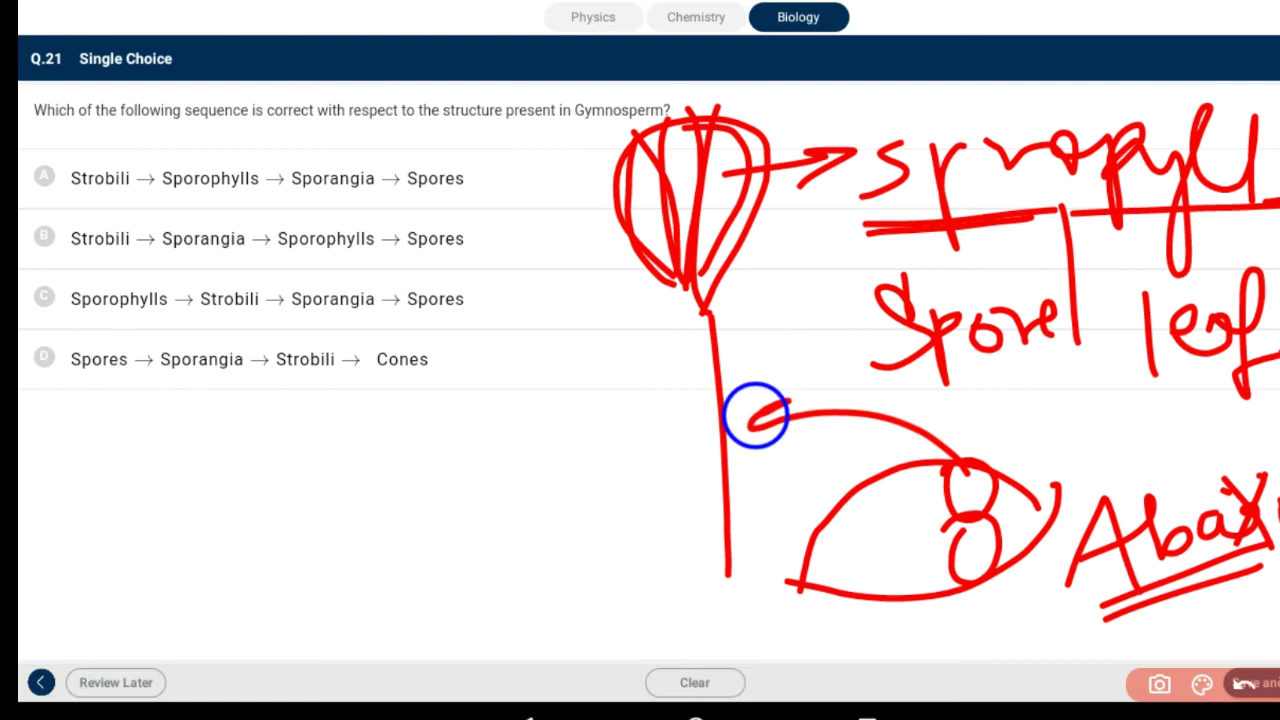 Physics Chemistry Biology
Q.21 Single Choice
Which of the following sequence is correct with respect to the structure present in Gymnosperm?
A Strobili → Sporophylls → Sporangia → Spores
B Strobili → Sporangia → Sporophylls → Spores
C Sporophylls → Strobili → Sporangia → Spores
D Spores → Sporangia → Strobili → Cones
spropyll
Spore leaf
Review Later Clear